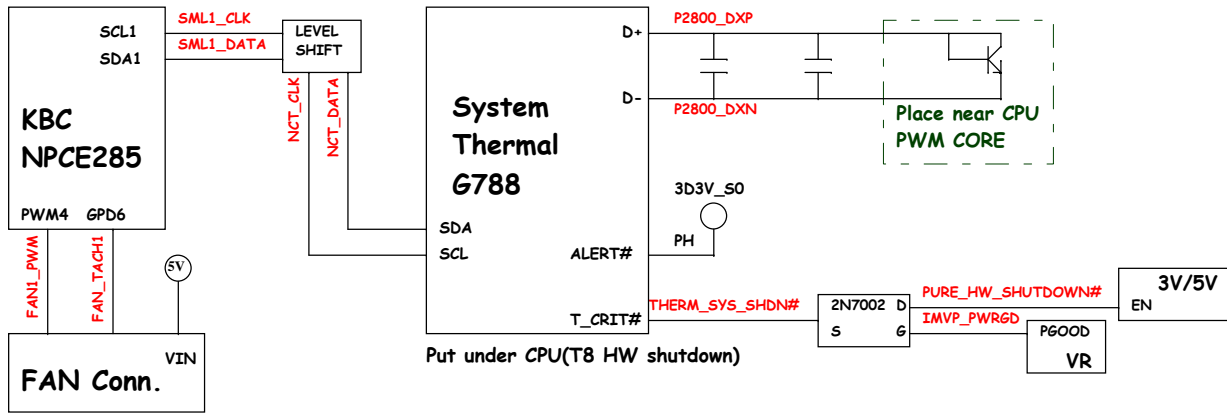 SML1_CLK
SCL1
SML1_DATA
SDA1
LEVEL
SHIFT
KBC
NPCE285
NCT_CLK
NCT_DATA
PWM4
GPD6
FAN1_PWM
FAN_TACH1
5V
VIN
FAN Conn.
System
Thermal
G788
D+
D-
SDA
SCL
ALERT#
T_CRIT#
Put under CPU(T8 HW shutdown)
P2800_DXP
P2800_DXN
Place near CPU
PWM CORE
3D3V_S0
PH
THERM_SYS_SHDN#
2N7002
D
S
G
PURE_HW_SHUTDOWN#
IMVP_PWRGD
3V/5V
EN
PGOOD
VR